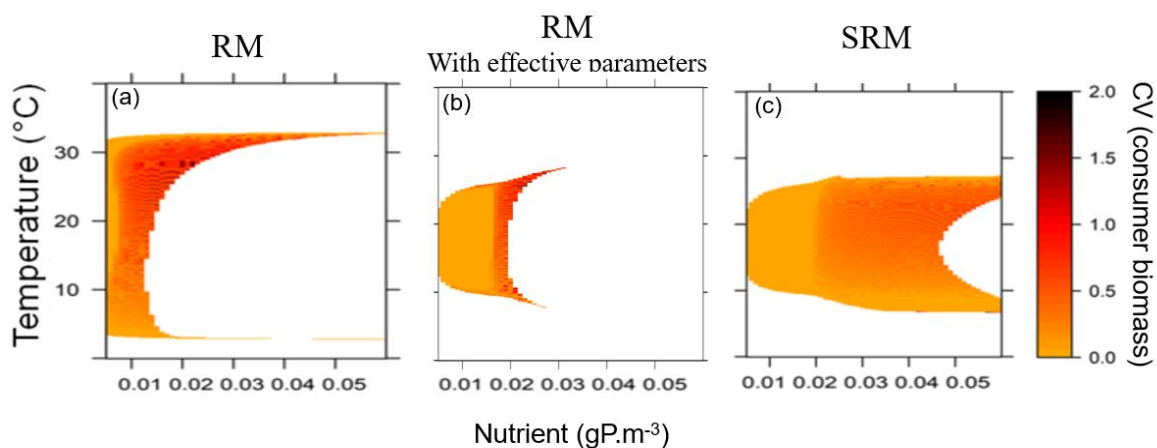 RM
RM
With effective parameters
SRM
(a)
(b)
(c)
Temperature (°C)
30
20
10
0.01 0.02 0.03 0.04 0.05
0.01 0.02 0.03 0.04 0.05
0.01 0.02 0.03 0.04 0.05
Nutrient (gP.m-3)
2.0
1.5
1.0
0.5
0.0
CV (consumer biomass)